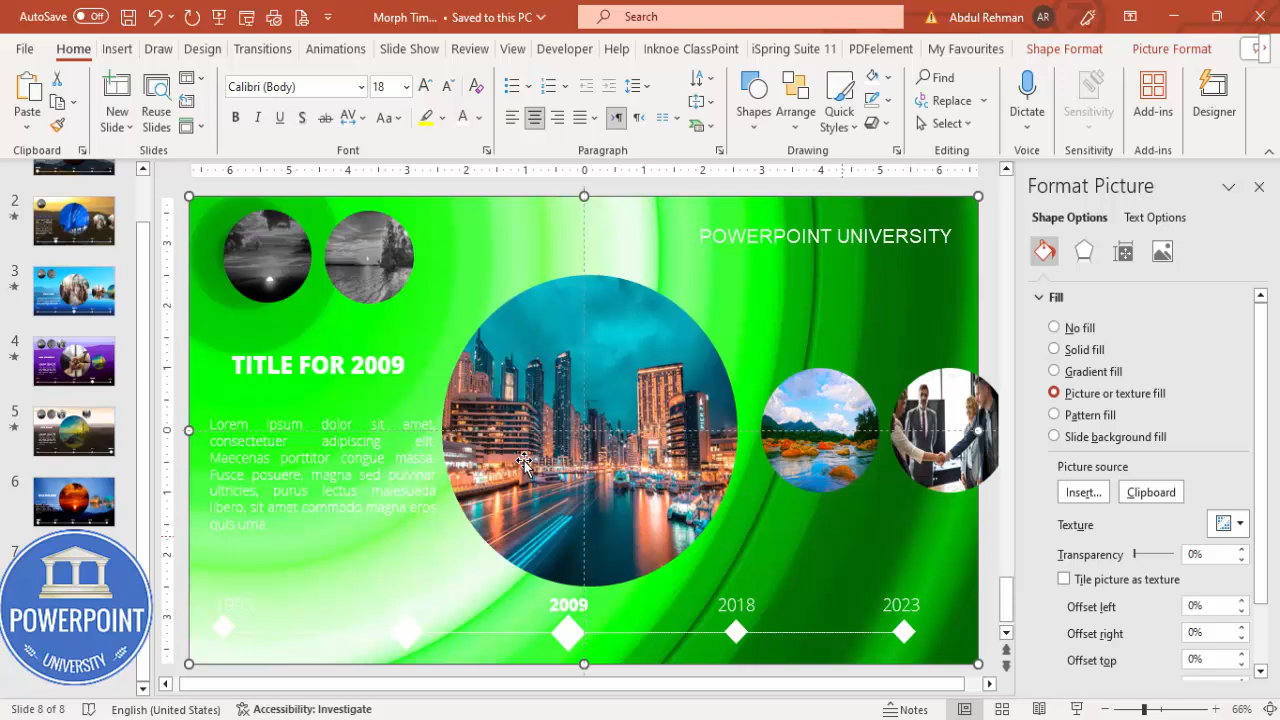 AutoSave Off Morph Tim... Saved to this PC Search Abdul Rehman AR
File Home Insert Draw Design Transitions Animations Slide Show Review View Developer Help Inknoe ClassPoint iSpring Suite 11 PDFelement My Favourites Shape Format Picture Format
Paste New Slide Reuse Slides Calibri (Body) 18 Shapes Arrange Quick Styles Find Replace Select Dictate Sensitivity Add-ins Designer
Clipboard Slides Font Paragraph Drawing Editing Voice Sensitivity Add-ins
Format Picture
Shape Options Text Options
Fill
No fill
Solid fill
Gradient fill
Picture or texture fill
Pattern fill
Slide background fill
Picture source
Insert... Clipboard
Texture
Transparency 0%
Tile picture as texture
Offset left 0%
Offset right 0%
Offset top 0%
2
3
4
5
6
POWERPOINT UNIVERSITY
TITLE FOR 2009
Lorem ipsum dolor sit amet,
consectetuer adipiscing elit.
Maecenas porttitor congue massa.
Fusce posuere, magna sed pulvinar
ultricies, purus lectus malesuada
libero, sit amet commodo magna eros
quis urna.
2009 2018 2023
POWERPOINT
UNIVERSITY
Slide 8 of 8 English (United States) Accessibility: Investigate Notes 66%